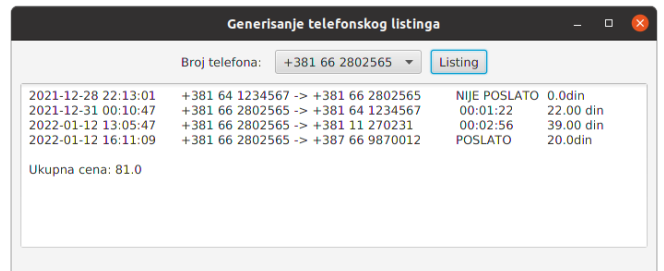 Generisanje telefonskog listinga
Broj telefona: +381 66 2802565 Listing
2021-12-28 22:13:01 +381 64 1234567 -> +381 66 2802565 NIJE POSLATO 0.0din
2021-12-31 00:10:47 +381 66 2802565 -> +381 64 1234567 00:01:22 22.00 din
2022-01-12 13:05:47 +381 66 2802565 -> +381 11 270231 00:02:56 39.00 din
2022-01-12 16:11:09 +381 66 2802565 -> +387 66 9870012 POSLATO 20.0din
Ukupna cena: 81.0